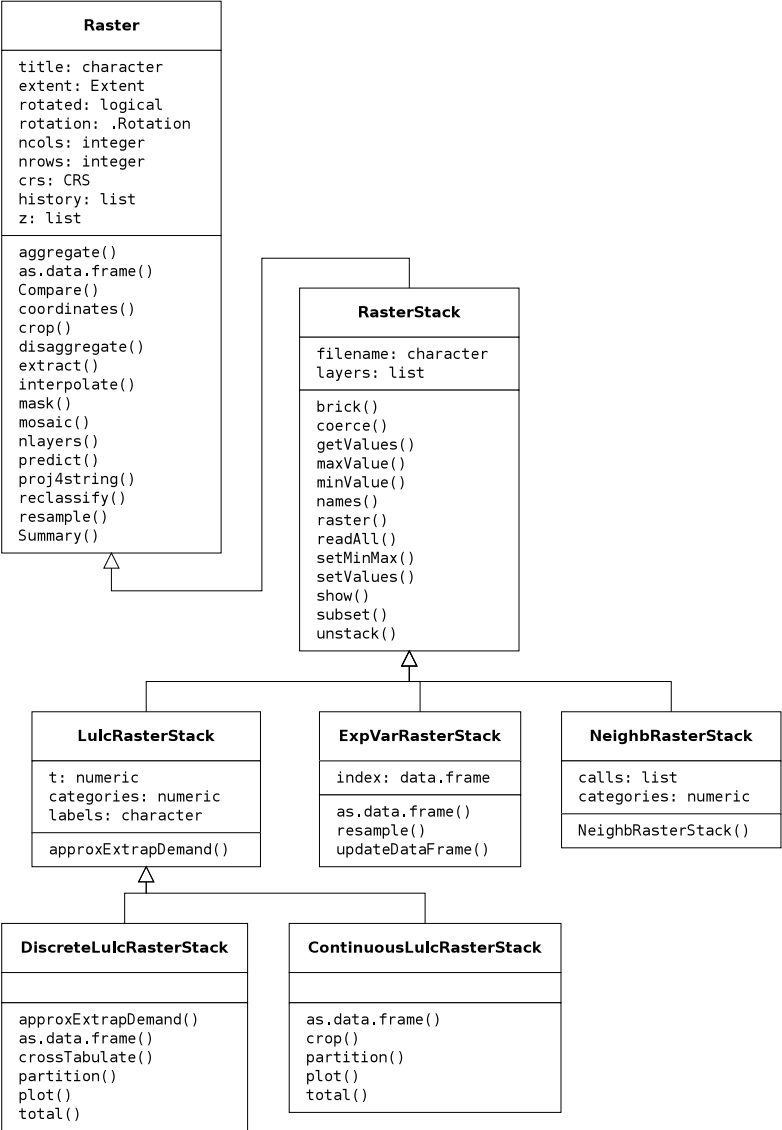 Raster
title: character
extent: Extent
rotated: logical
rotation: .Rotation
ncols: integer
nrows: integer
crs: CRS
history: list
z: list
aggregate()
as.data.frame()
Compare()
coordinates()
crop()
disaggregate()
extract()
interpolate()
mask()
mosaic()
nlayers()
predict()
proj4string()
reclassify()
resample()
Summary()
RasterStack
filename: character
layers: list
brick()
coerce()
getValues()
maxValue()
minValue()
names()
raster()
readAll()
setMinMax()
setValues()
show()
subset()
unstack()
LulcRasterStack
t: numeric
categories: numeric
labels: character
approxExtrapDemand()
ExpVarRasterStack
index: data.frame
as.data.frame()
resample()
updateDataFrame()
NeighbRasterStack
calls: list
categories: numeric
NeighbRasterStack()
DiscreteLulcRasterStack
approxExtrapDemand()
as.data.frame()
crossTabulate()
partition()
plot()
total()
ContinuousLulcRasterStack
as.data.frame()
crop()
partition()
plot()
total()